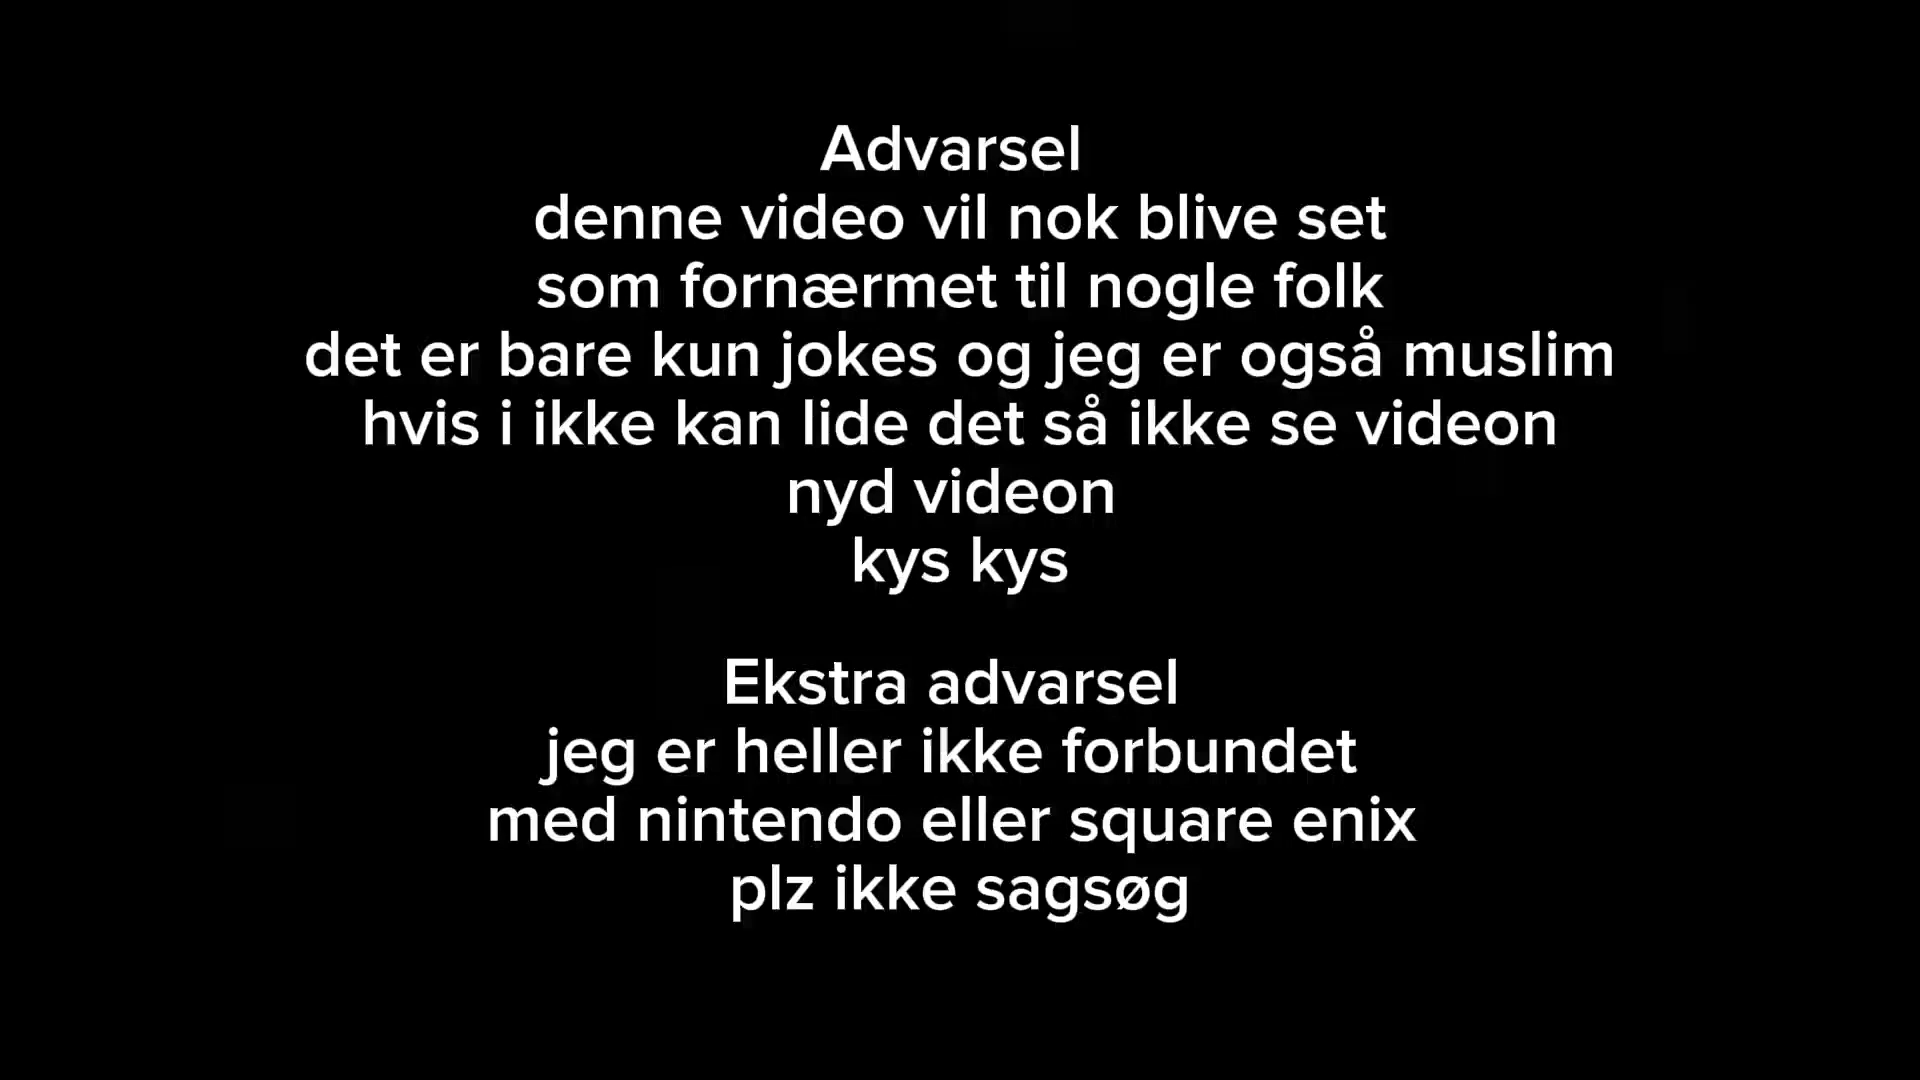 Advarsel
denne video vil nok blive set
som fornærmet til nogle folk
det er bare kun jokes og jeg er også muslim
hvis i ikke kan lide det så ikke se videon
nyd videon
kys kys
Ekstra advarsel
jeg er heller ikke forbundet
med nintendo eller square enix
plz ikke sagsøg